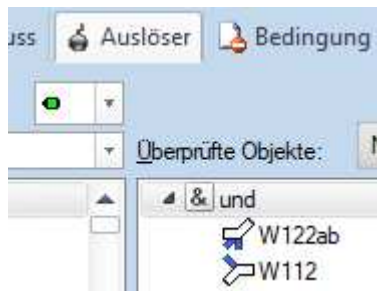 uss Auslöser Bedingung
Überprüfte Objekte: N
& und
W122ab
W112